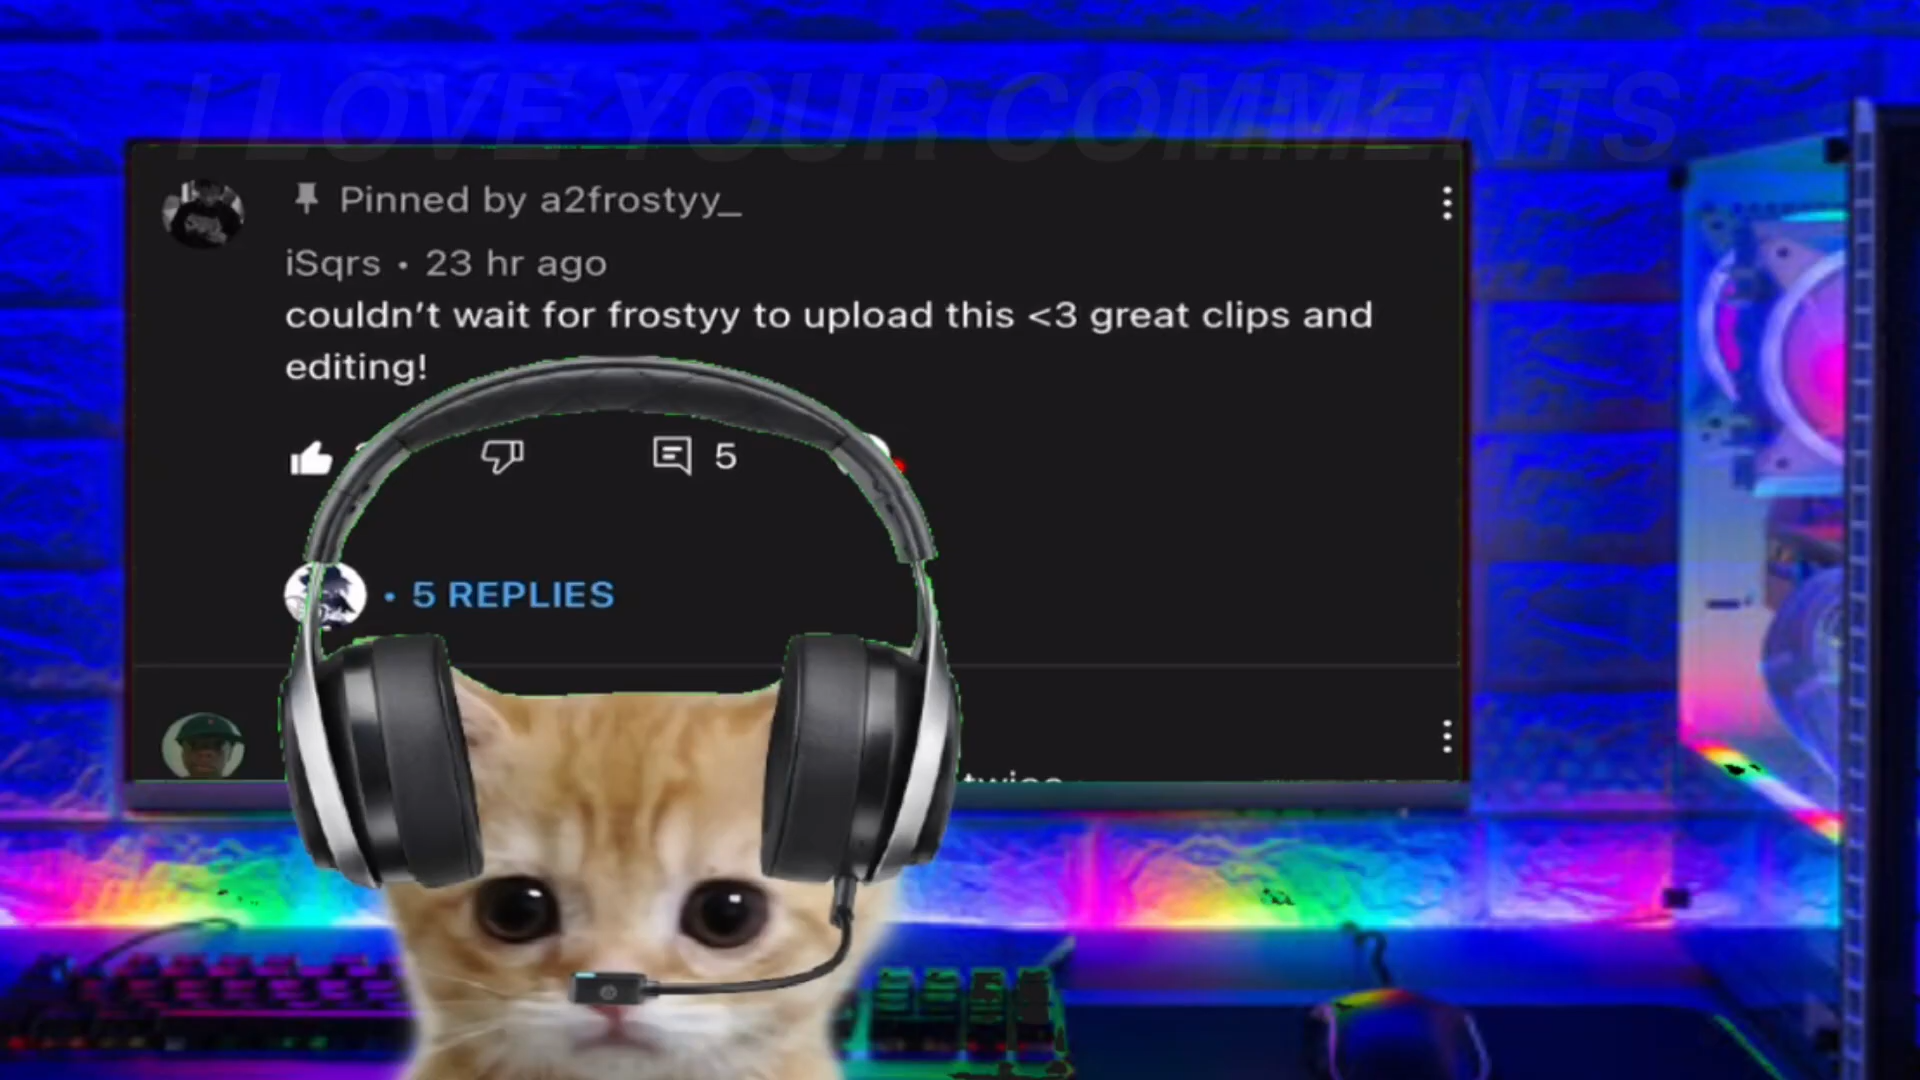 I LOVE YOUR COMMENTS
Pinned by a2frostyy_
iSqrs • 23 hr ago
couldn't wait for frostyy to upload this <3 great clips and
editing!
5
• 5 REPLIES